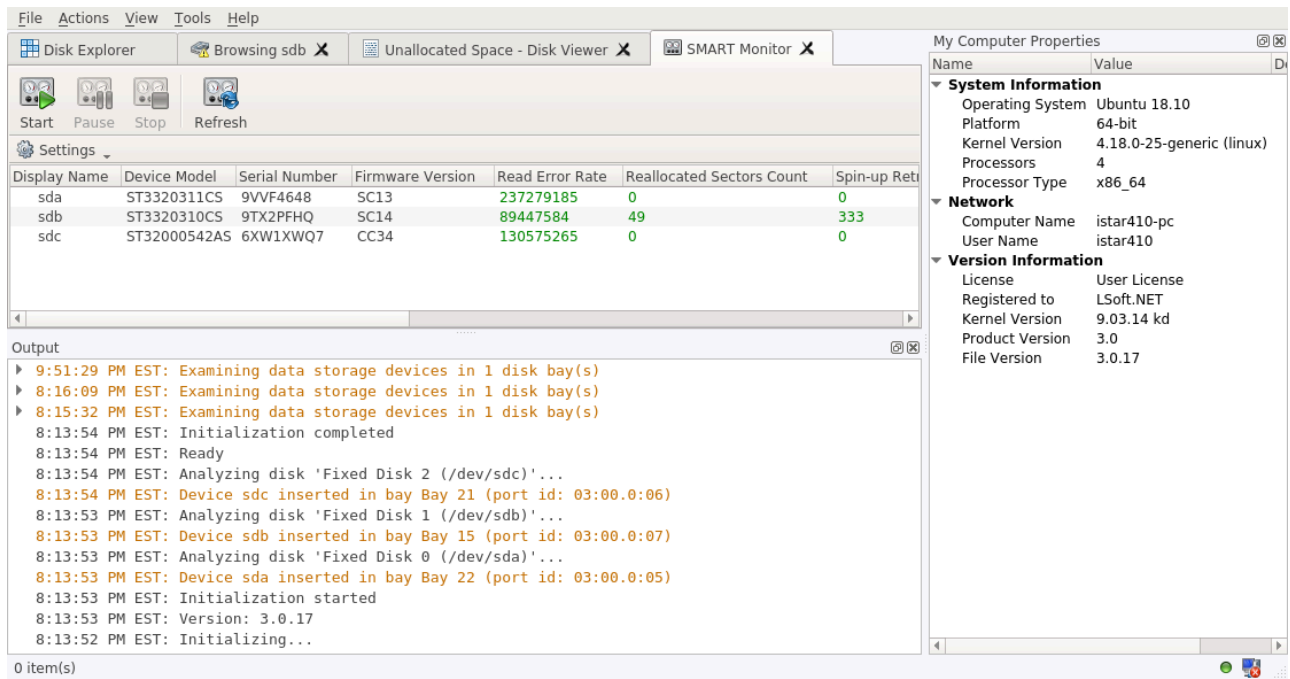 File Actions View Tools Help
Disk Explorer Browsing sdb Unallocated Space - Disk Viewer SMART Monitor
Start Pause Stop Refresh
Settings
Display Name Device Model Serial Number Firmware Version Read Error Rate Reallocated Sectors Count Spin-up Retr
sda ST3320311CS 9VVF4648 SC13 237279185 0 0
sdb ST3320310CS 9TX2PFHQ SC14 89447584 49 333
sdc ST32000542AS 6XW1XWQ7 CC34 130575265 0 0
Output
9:51:29 PM EST: Examining data storage devices in 1 disk bay(s)
8:16:09 PM EST: Examining data storage devices in 1 disk bay(s)
8:15:32 PM EST: Examining data storage devices in 1 disk bay(s)
8:13:54 PM EST: Initialization completed
8:13:54 PM EST: Ready
8:13:54 PM EST: Analyzing disk 'Fixed Disk 2 (/dev/sdc)'...
8:13:54 PM EST: Device sdc inserted in bay Bay 21 (port id: 03:00.0:06)
8:13:53 PM EST: Analyzing disk 'Fixed Disk 1 (/dev/sdb)'...
8:13:53 PM EST: Device sdb inserted in bay Bay 15 (port id: 03:00.0:07)
8:13:53 PM EST: Analyzing disk 'Fixed Disk 0 (/dev/sda)'...
8:13:53 PM EST: Device sda inserted in bay Bay 22 (port id: 03:00.0:05)
8:13:53 PM EST: Initialization started
8:13:53 PM EST: Version: 3.0.17
8:13:52 PM EST: Initializing...
0 item(s)
My Computer Properties
Name Value De
System Information
Operating System Ubuntu 18.10
Platform 64-bit
Kernel Version 4.18.0-25-generic (linux)
Processors 4
Processor Type x86_64
Network
Computer Name istar410-pc
User Name istar410
Version Information
License User License
Registered to LSoft.NET
Kernel Version 9.03.14 kd
Product Version 3.0
File Version 3.0.17